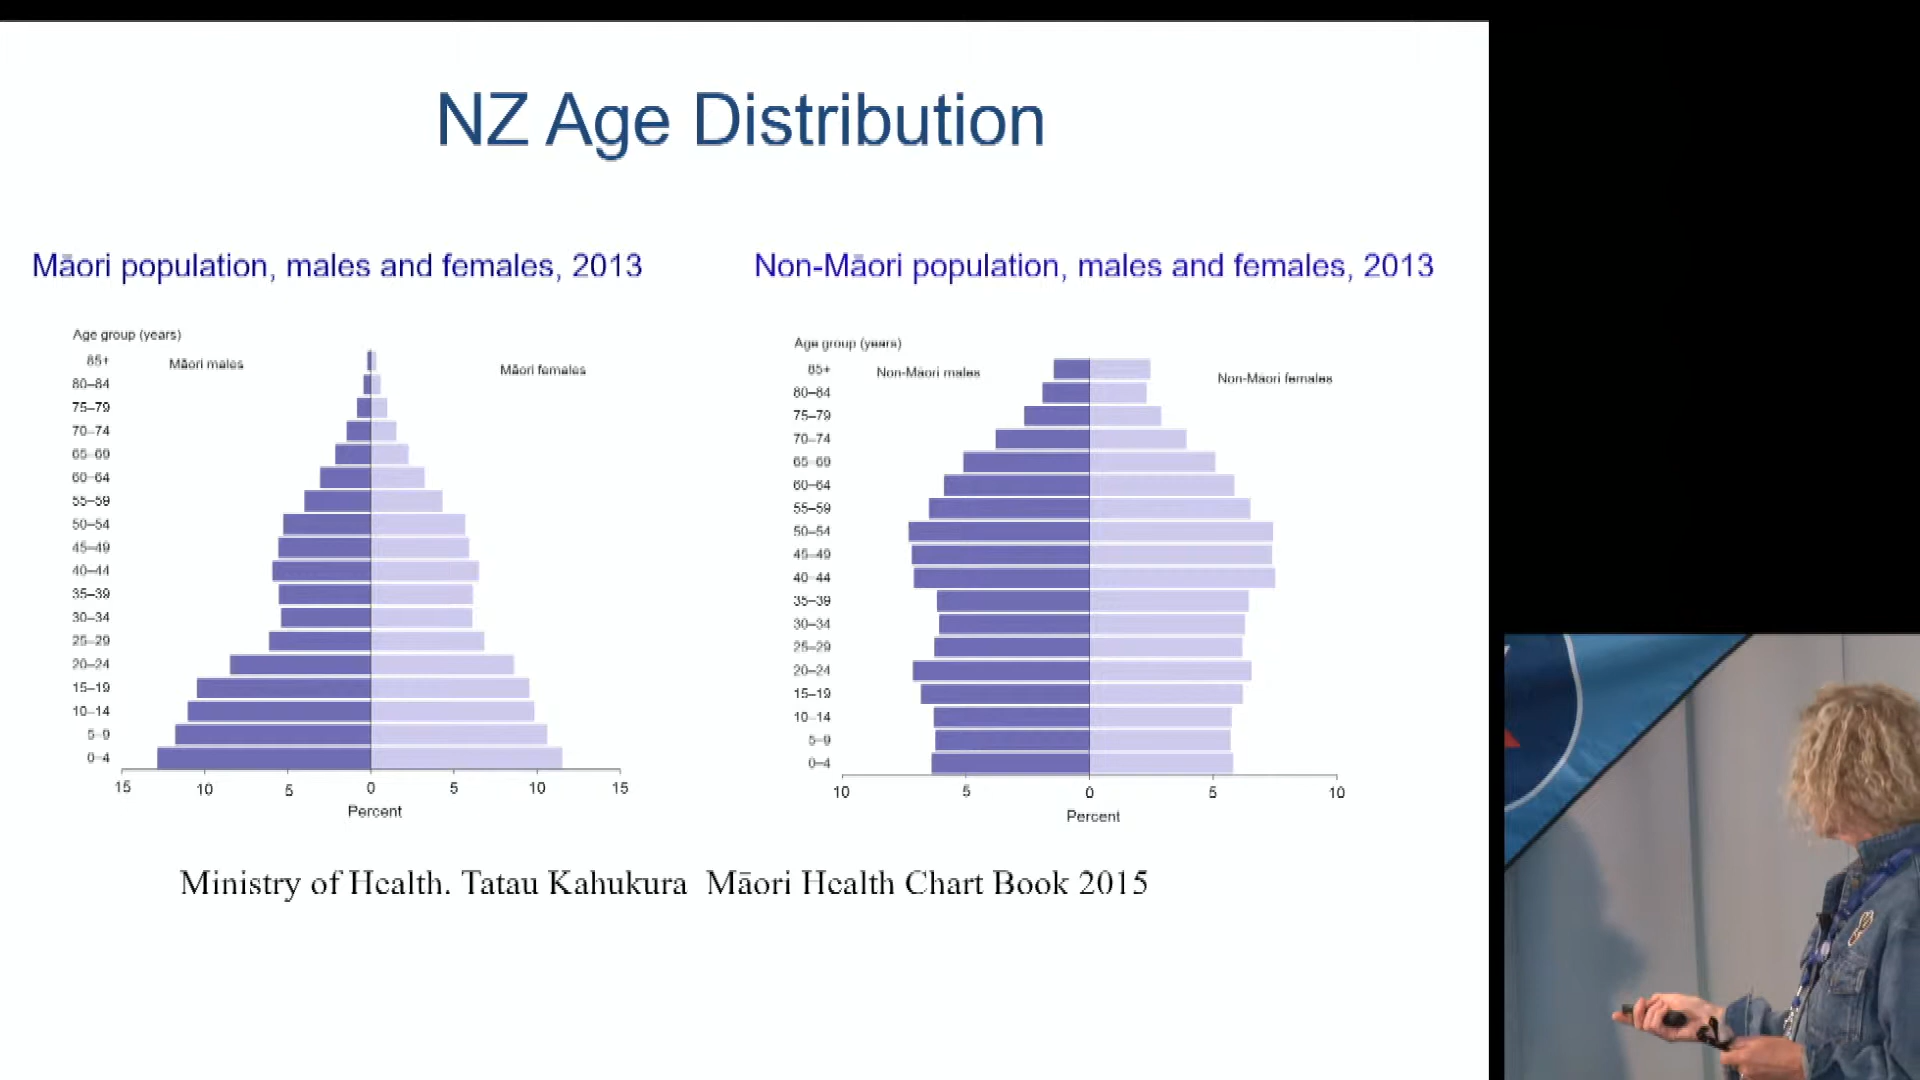 NZ Age Distribution
Māori population, males and females, 2013
Age group (years)
Māori males
Māori females
85+
80–84
75–79
70–74
65–69
60–64
55–59
50–54
45–49
40–44
35–39
30–34
25–29
20–24
15–19
10–14
5–9
0–4
15 10 5 0 5 10 15
Percent
Non-Māori population, males and females, 2013
Age group (years)
Non-Māori males
Non-Māori females
85+
80–84
75–79
70–74
65–69
60–64
55–59
50–54
45–49
40–44
35–39
30–34
25–29
20–24
15–19
10–14
5–9
0–4
10 5 0 5 10
Percent
Ministry of Health. Tatau Kahukura Māori Health Chart Book 2015